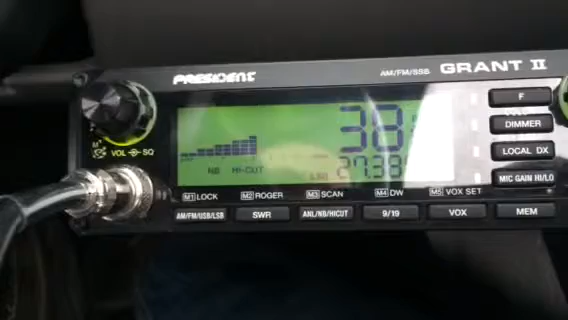 PRESIDENT
AM/FM/SSB GRANT II
F
DIMMER
LOCAL DX
MIC GAIN HI/LO
VOL SQ
38
NB HI-CUT
27.38
M1 LOCK M2 ROGER M3 SCAN M4 DW M5 VOX SET
AM/FM/USB/LSB SWR ANL/NB/HICUT 9/19 VOX MEM